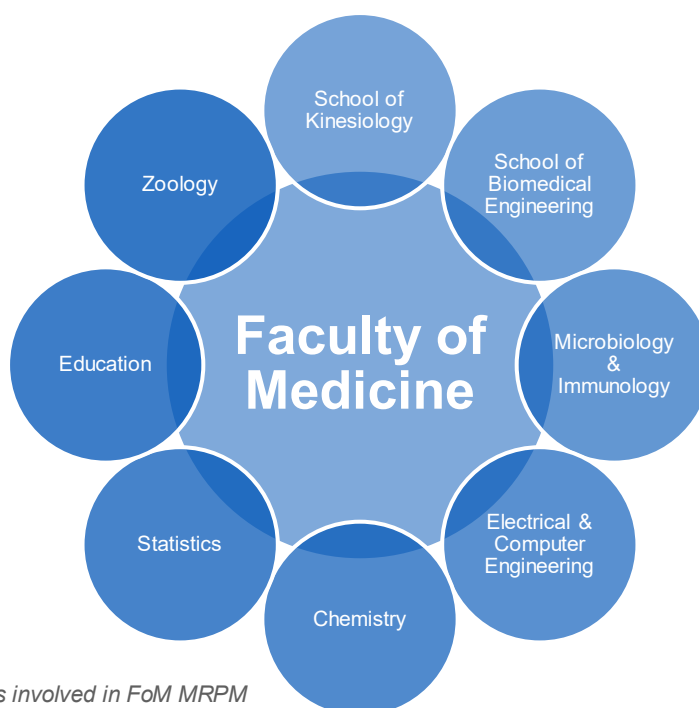 School of
Kinesiology
School of
Biomedical
Engineering
Zoology
Faculty of
Medicine
Microbiology
&
Immunology
Education
Electrical &
Computer
Engineering
Statistics
Chemistry
s involved in FoM MRPM